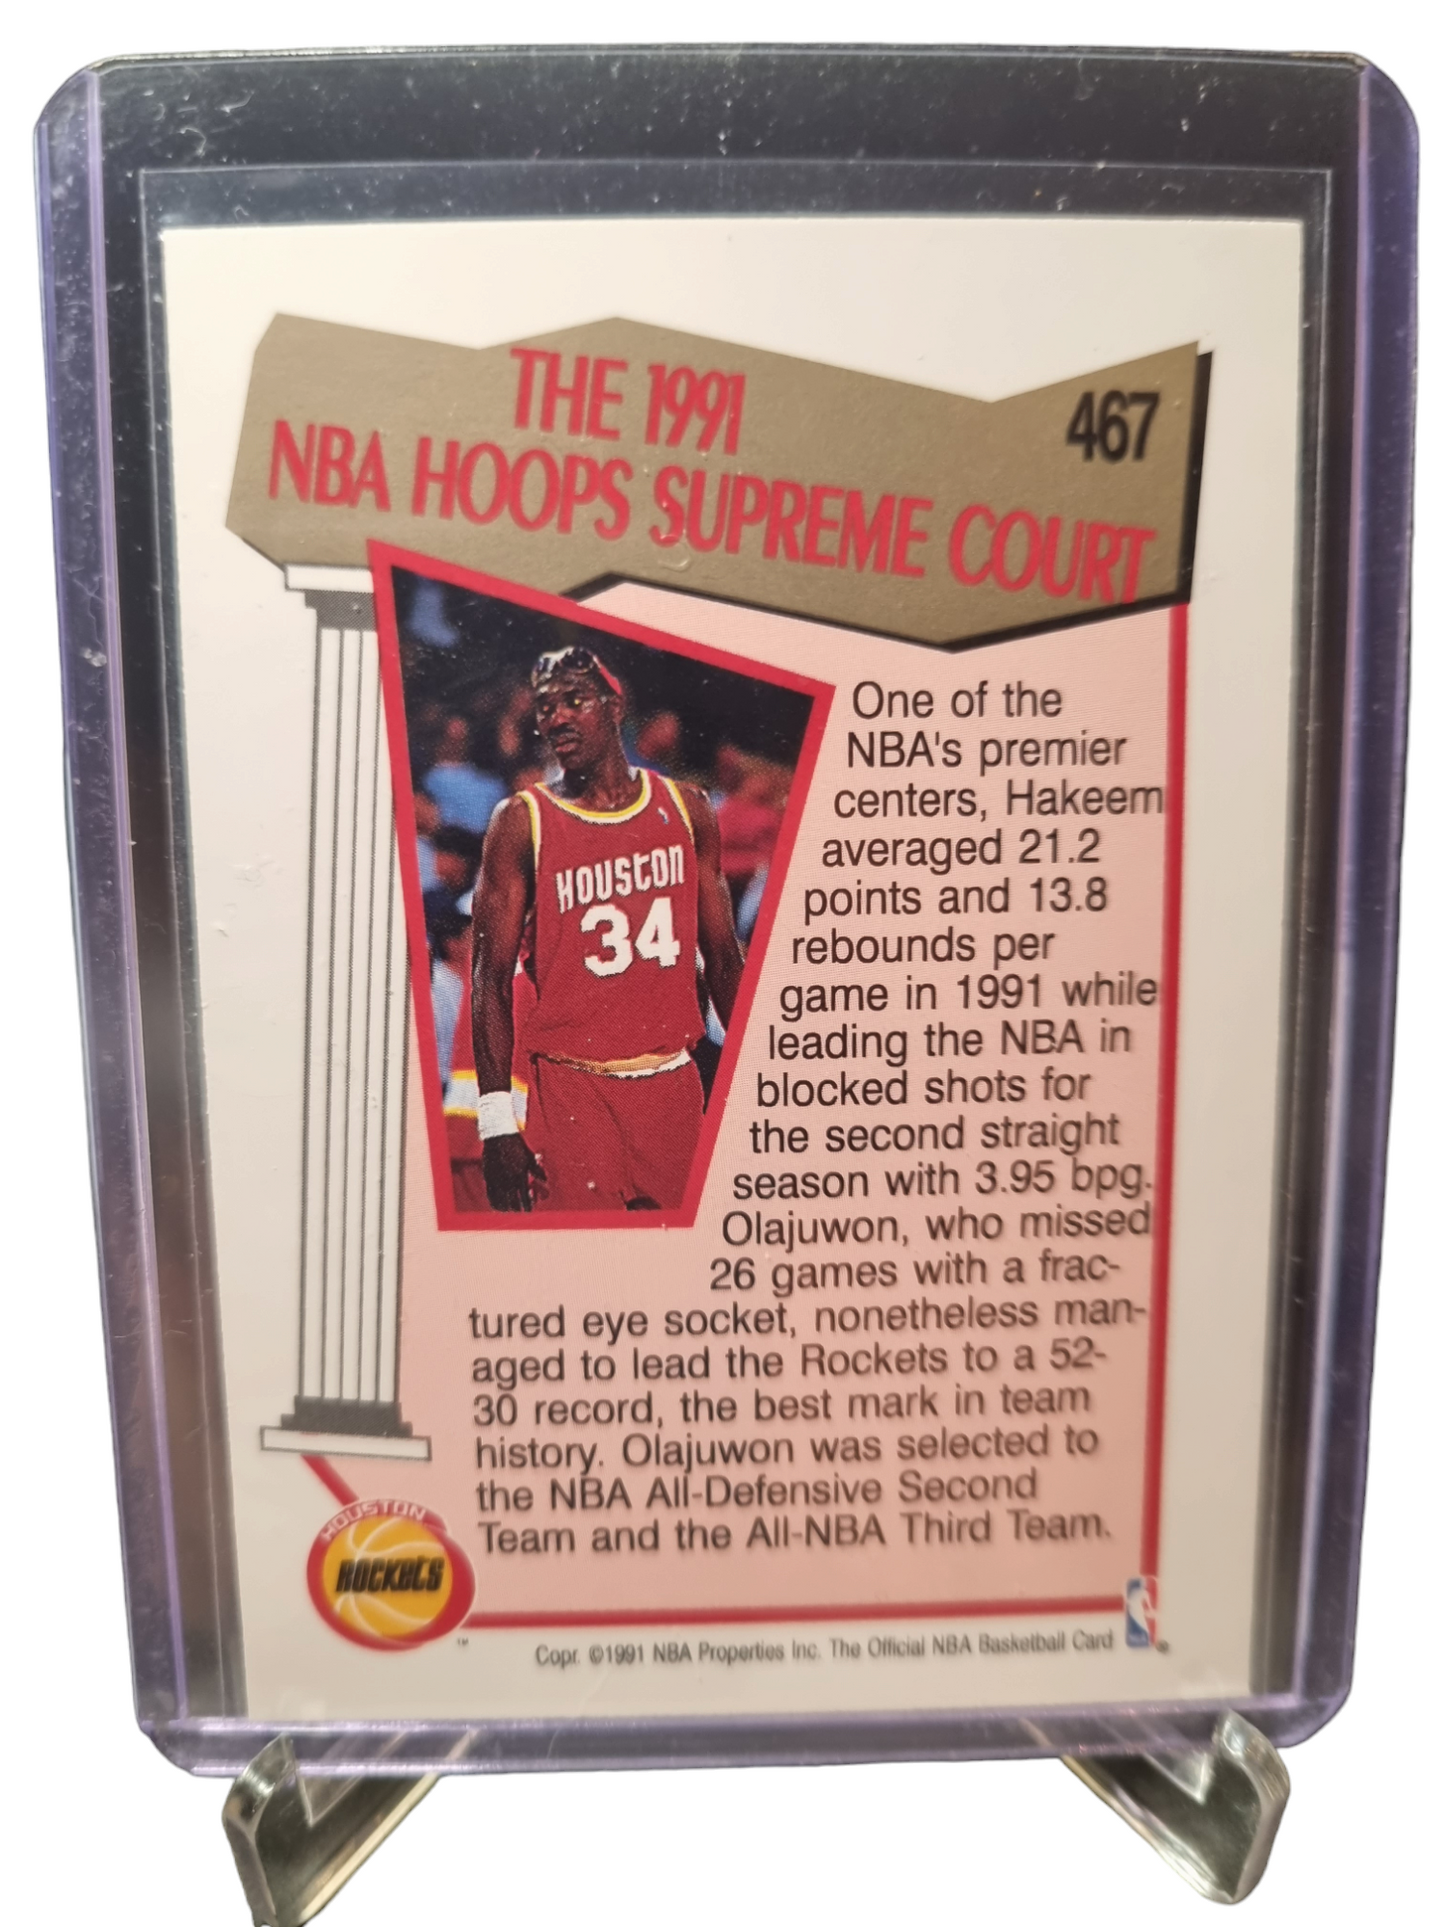 THE 1991
467
NBA HOOPS SUPREME COURT
One of the
NBA's premier
centers, Hakeem
averaged 21.2
points and 13.8
rebounds per
game in 1991 while
leading the NBA in
blocked shots for
the second straight
season with 3.95 bpg.
Olajuwon, who missed
26 games with a frac-
tured eye socket, nonetheless man-
aged to lead the Rockets to a 52-
30 record, the best mark in team
history. Olajuwon was selected to
the NBA All-Defensive Second
Team and the All-NBA Third Team.
HOUSTON
34
HOUSTON
ROCKETS
™
Copr. ©1991 NBA Properties Inc. The Official NBA Basketball Card